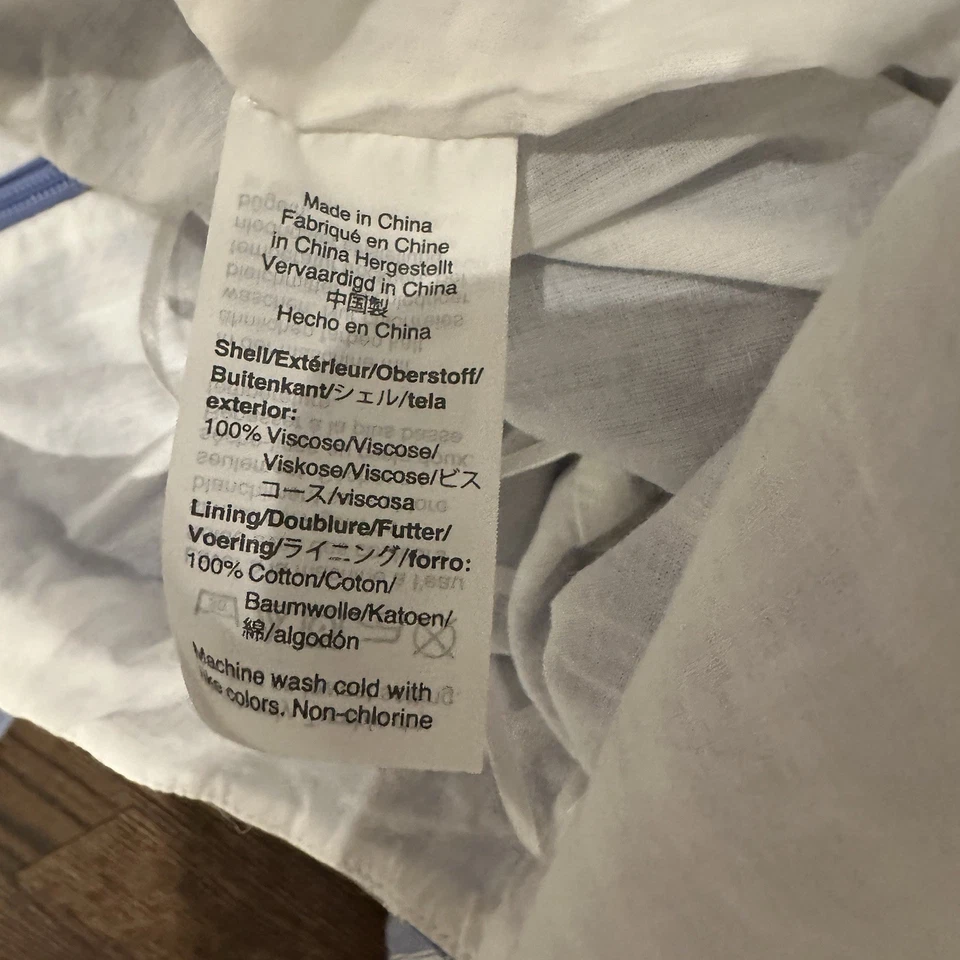 Made in China
Fabriqué en Chine
in China Hergestellt
Vervaardigd in China
中国製
Hecho en China
Shell/Extérieur/Oberstoff/
Buitenkant/シェル/tela
exterior:
100% Viscose/Viscose/
Viskose/Viscose/ビス
コース/viscosa
Lining/Doublure/Futter/
Voering/ライニング/forro:
100% Cotton/Coton/
Baumwolle/Katoen/
綿/algodón
Machine wash cold with
like colors. Non-chlorine